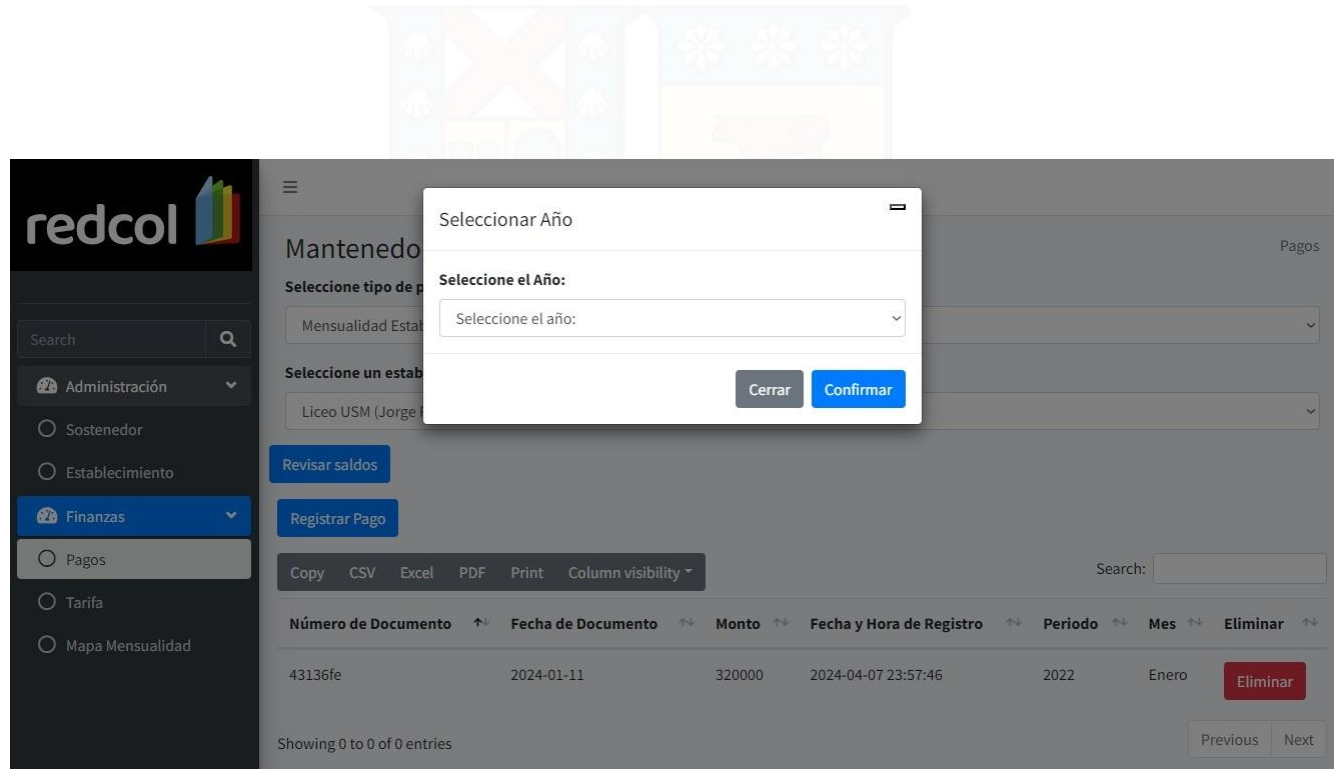 redcol
Search
Administración
Sostenedor
Establecimiento
Finanzas
Pagos
Tarifa
Mapa Mensualidad
Pagos
Seleccione tipo de
Mensualidad
Seleccione un
Liceo USM (Jorge
Seleccionar Año
Seleccione el Año:
Seleccione el año:
Cerrar Confirmar
Revisar saldos
Registrar Pago
Copy CSV Excel PDF Print Column visibility
Search:
Número de Documento Fecha de Documento Monto Fecha y Hora de Registro Periodo Mes Eliminar
43136fe 2024-01-11 320000 2024-04-07 23:57:46 2022 Enero Eliminar
Showing 0 to 0 of 0 entries
Previous Next